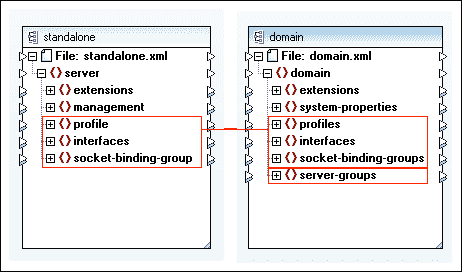 standalone
File: standalone.xml
server
extensions
management
profile
interfaces
socket-binding-group
domain
File: domain.xml
domain
extensions
system-properties
profiles
interfaces
socket-binding-groups
server-groups